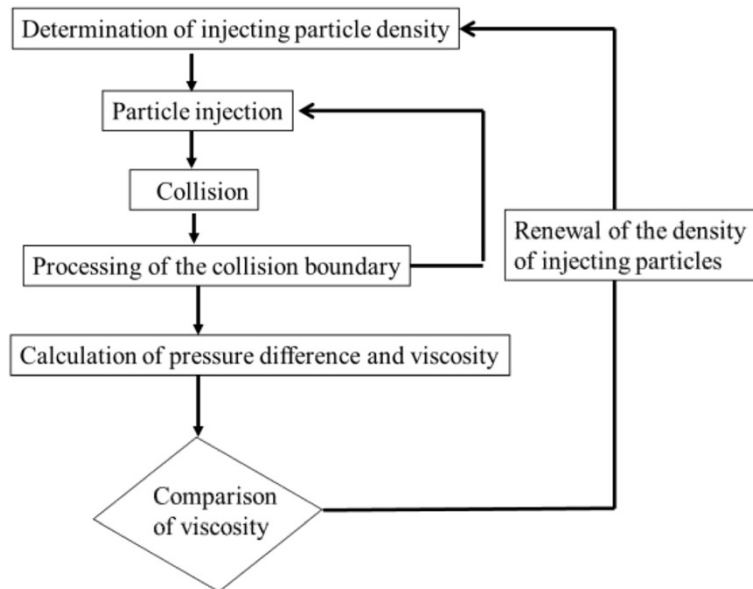 Determination of injecting particle density
Particle injection
Collision
Processing of the collision boundary
Renewal of the density
of injecting particles
Calculation of pressure difference and viscosity
Comparison
of viscosity